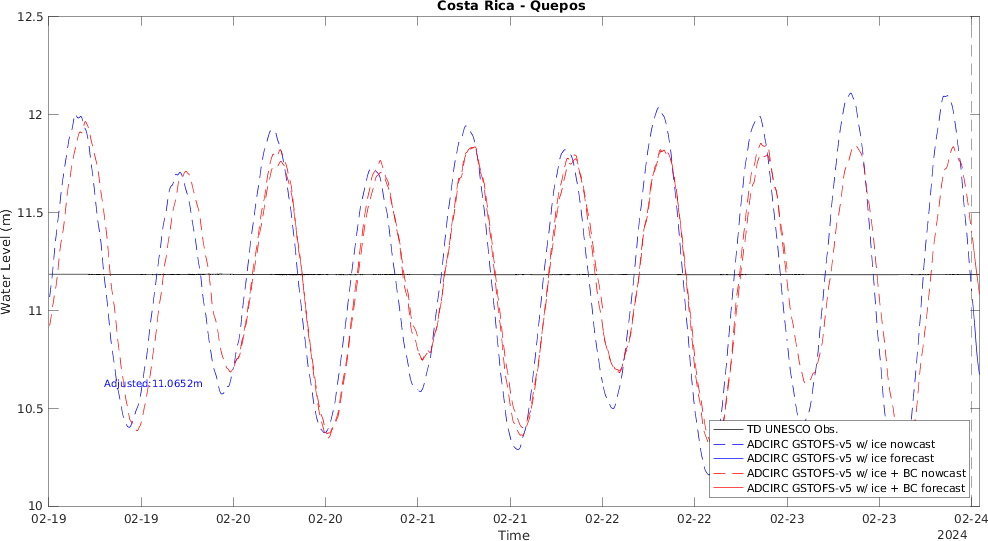 Costa Rica - Quepos
Water Level (m)
12.5
12
11.5
11
10.5
10
Adjusted:11.0652m
TD UNESCO Obs.
ADCIRC GSTOFS-v5 w/ ice nowcast
ADCIRC GSTOFS-v5 w/ ice forecast
ADCIRC GSTOFS-v5 w/ ice + BC nowcast
ADCIRC GSTOFS-v5 w/ ice + BC forecast
02-19 02-19 02-20 02-20 02-21 02-21 02-22 02-22 02-23 02-23 02-24
Time
2024